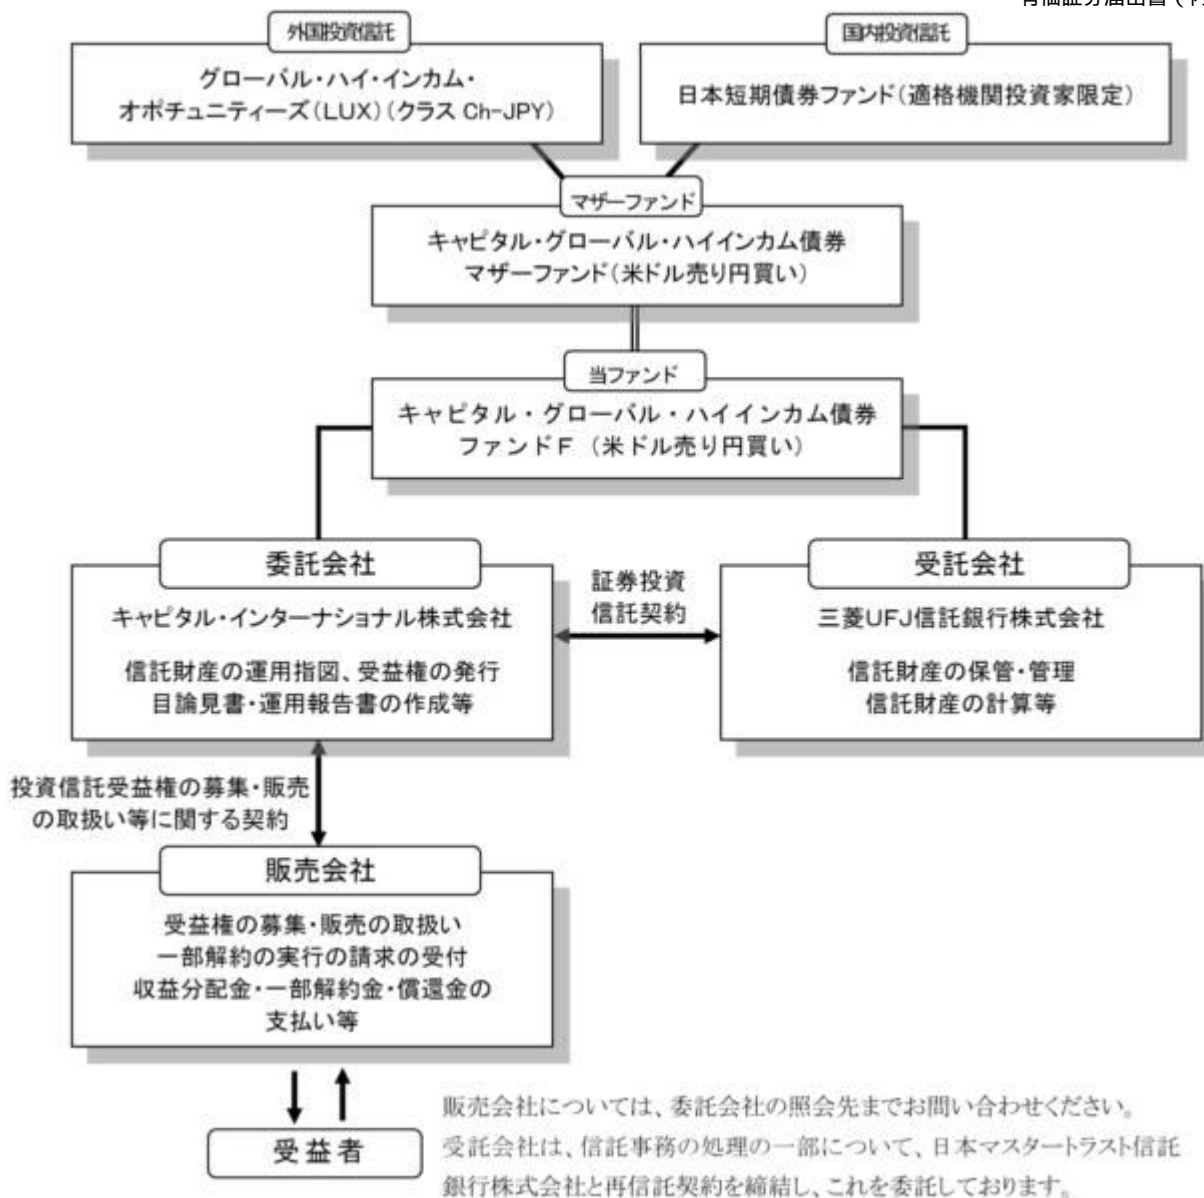 外国投資信託
グローバル・ハイ・インカム・
オポチュニティーズ(LUX)(クラス Ch-JPY)
国内投資信託
日本短期債券ファンド(適格機関投資家限定)
マザーファンド
キャピタル・グローバル・ハイインカム債券
マザーファンド(米ドル売り円買い)
当ファンド
キャピタル・グローバル・ハイインカム債券
ファンドF (米ドル売り円買い)
委託会社
キャピタル・インターナショナル株式会社
信託財産の運用指図、受益権の発行
目論見書・運用報告書の作成等
証券投資
信託契約
受託会社
三菱UFJ信託銀行株式会社
信託財産の保管・管理
信託財産の計算等
投資信託受益権の募集・販売
の取扱い等に関する契約
販売会社
受益権の募集・販売の取扱い
一部解約の実行の請求の受付
収益分配金・一部解約金・償還金の
支払い等
受益者
販売会社については、委託会社の照会先までお問い合わせください。
受託会社は、信託事務の処理の一部について、日本マスタートラスト信託
銀行株式会社と再信託契約を締結し、これを委託しております。